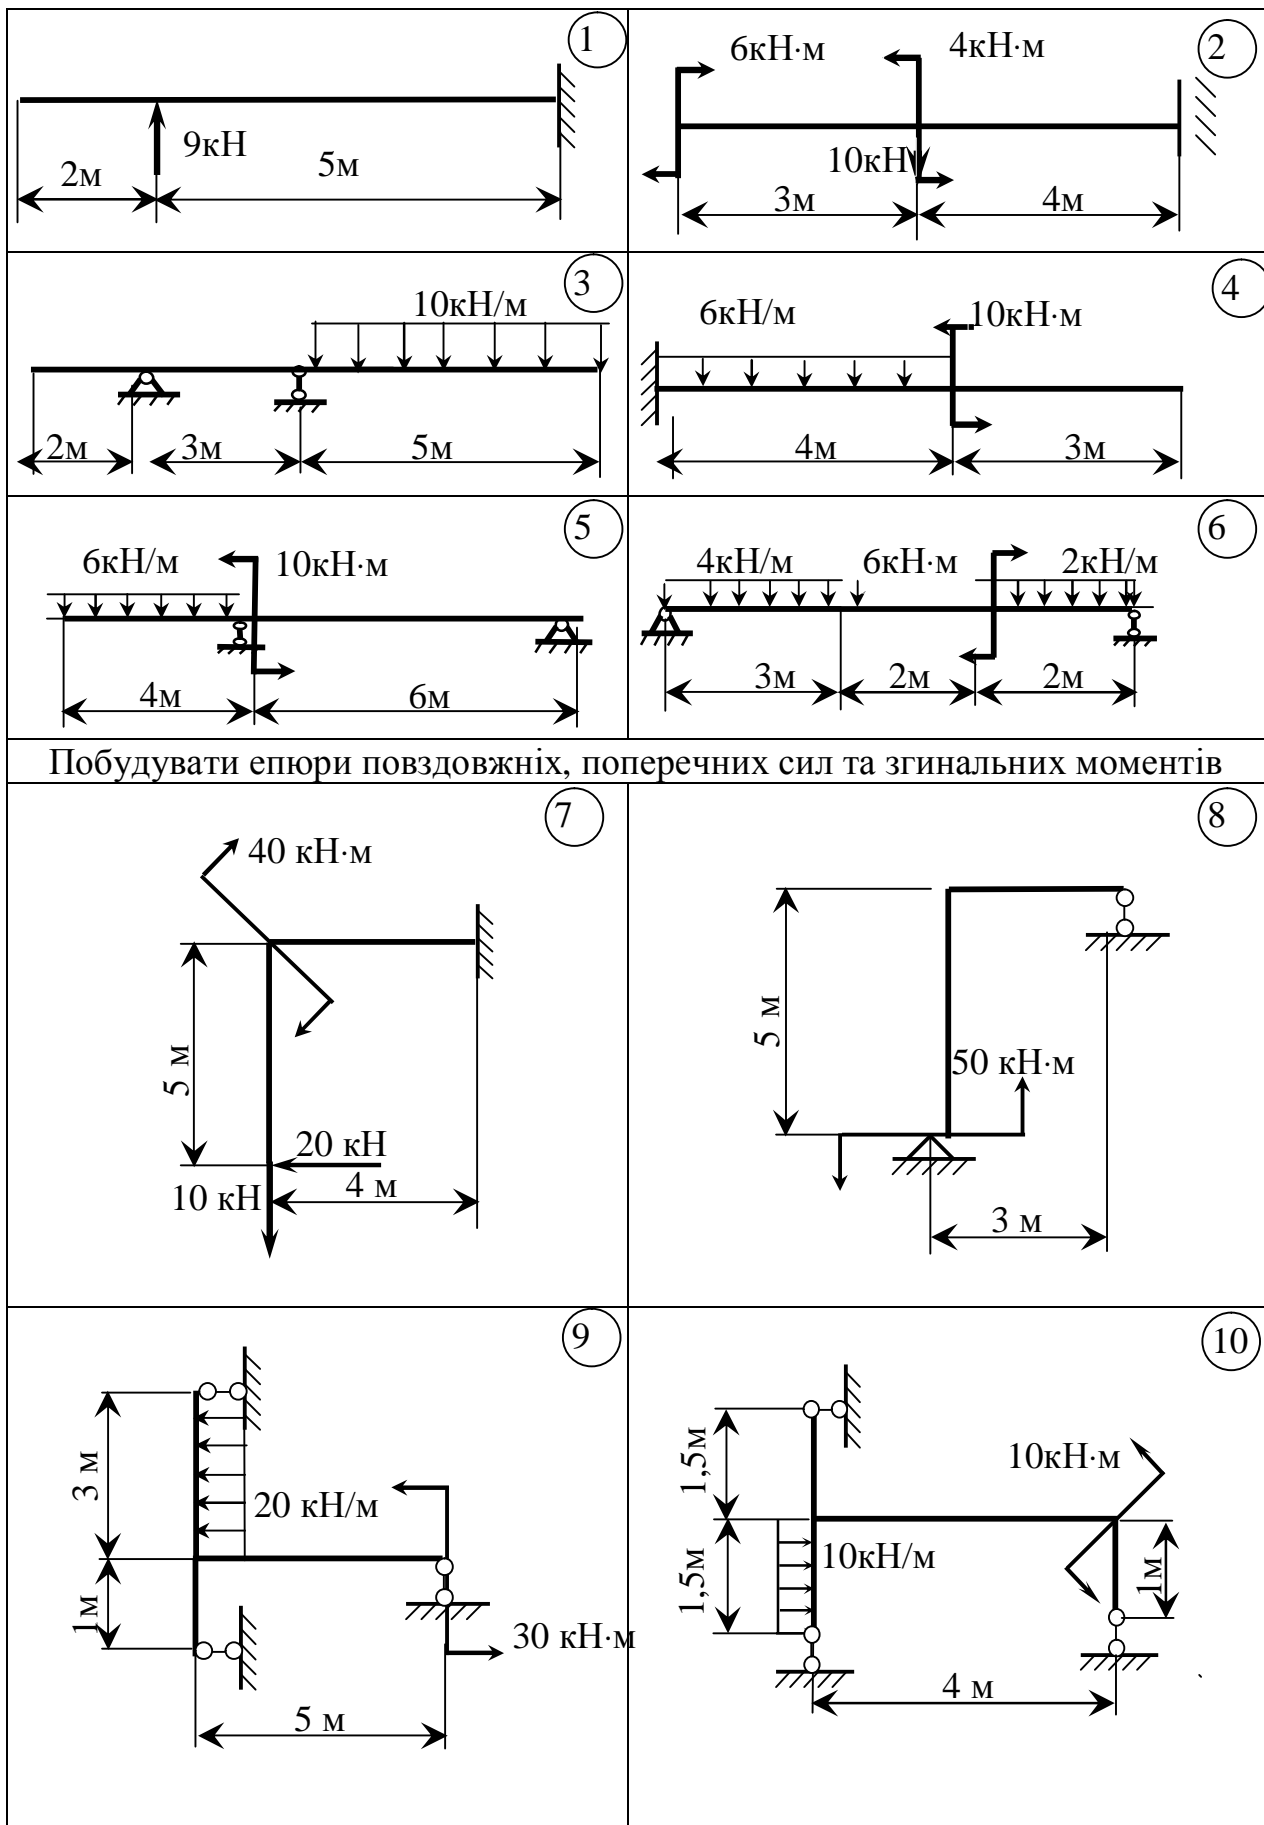 1
9кН
2м
5м
2
6кН·м
4кН·м
10кН
3м
4м
3
10кН/м
2м
3м
5м
4
6кН/м
10кН·м
4м
3м
5
6кН/м
10кН·м
4м
6м
6
4кН/м
6кН·м
2кН/м
3м
2м
2м
Побудувати епюри повздовжніх, поперечних сил та згинальних моментів
7
40 кН·м
5 м
20 кН
10 кН
4 м
8
5 м
50 кН·м
3 м
9
3 м
20 кН/м
1м
30 кН·м
5 м
10
1,5м
10кН·м
1,5м
10кН/м
1м
4 м